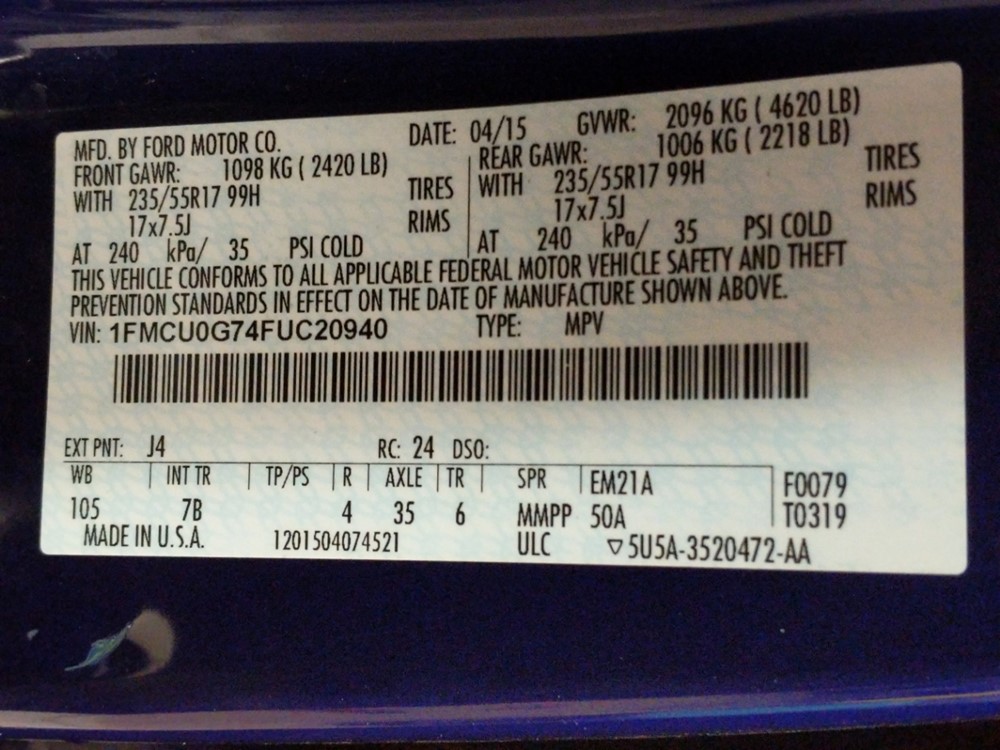 MFD. BY FORD MOTOR CO. DATE: 04/15 GVWR: 2096 KG ( 4620 LB)
FRONT GAWR: 1098 KG ( 2420 LB) REAR GAWR: 1006 KG ( 2218 LB)
WITH 235/55R17 99H TIRES WITH 235/55R17 99H TIRES
17x7.5J RIMS 17x7.5J RIMS
AT 240 kPa/ 35 PSI COLD AT 240 kPa/ 35 PSI COLD
THIS VEHICLE CONFORMS TO ALL APPLICABLE FEDERAL MOTOR VEHICLE SAFETY AND THEFT
PREVENTION STANDARDS IN EFFECT ON THE DATE OF MANUFACTURE SHOWN ABOVE.
VIN: 1FMCU0G74FUC20940 TYPE: MPV
EXT PNT: J4 RC: 24 DSO:
WB INT TR TP/PS R AXLE TR SPR EM21A F0079
105 7B 4 35 6 MMPP 50A T0319
MADE IN U.S.A. 1201504074521 ULC ▽5U5A-3520472-AA